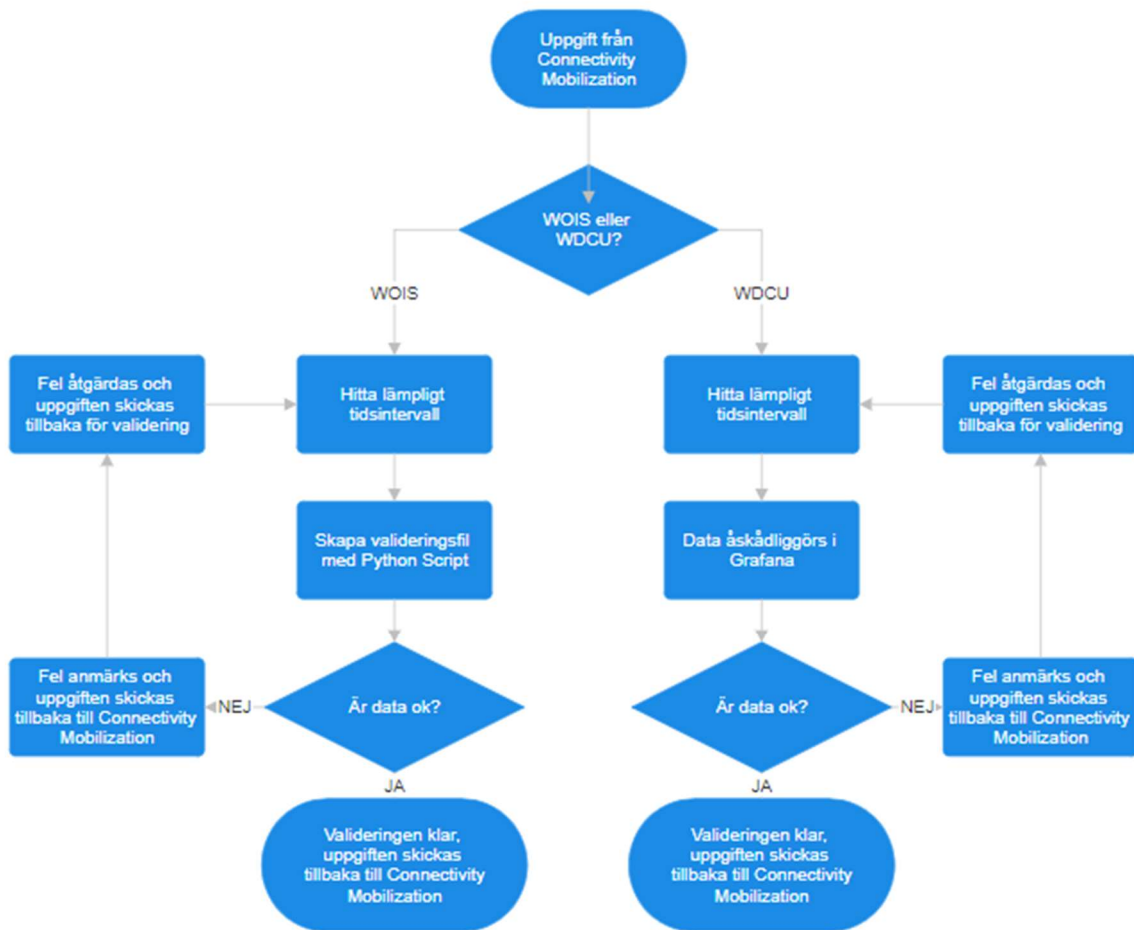 Uppgift från
Connectivity
Mobilization
WOIS eller
WDCU?
WOIS
WDCU
Fel åtgärdas och
uppgiften skickas
tillbaka för validering
Hitta lämpligt
tidsintervall
Hitta lämpligt
tidsintervall
Fel åtgärdas och
uppgiften skickas
tillbaka för validering
Skapa valideringsfil
med Python Script
Data åskådliggörs i
Grafana
Fel anmärks och
uppgiften skickas
tillbaka till Connectivity
Mobilization
NEJ
Är data ok?
Är data ok?
NEJ
Fel anmärks och
uppgiften skickas
tillbaka till Connectivity
Mobilization
JA
JA
Valideringen klar,
uppgiften skickas
tillbaka till Connectivity
Mobilization
Valideringen klar,
uppgiften skickas
tillbaka till Connectivity
Mobilization